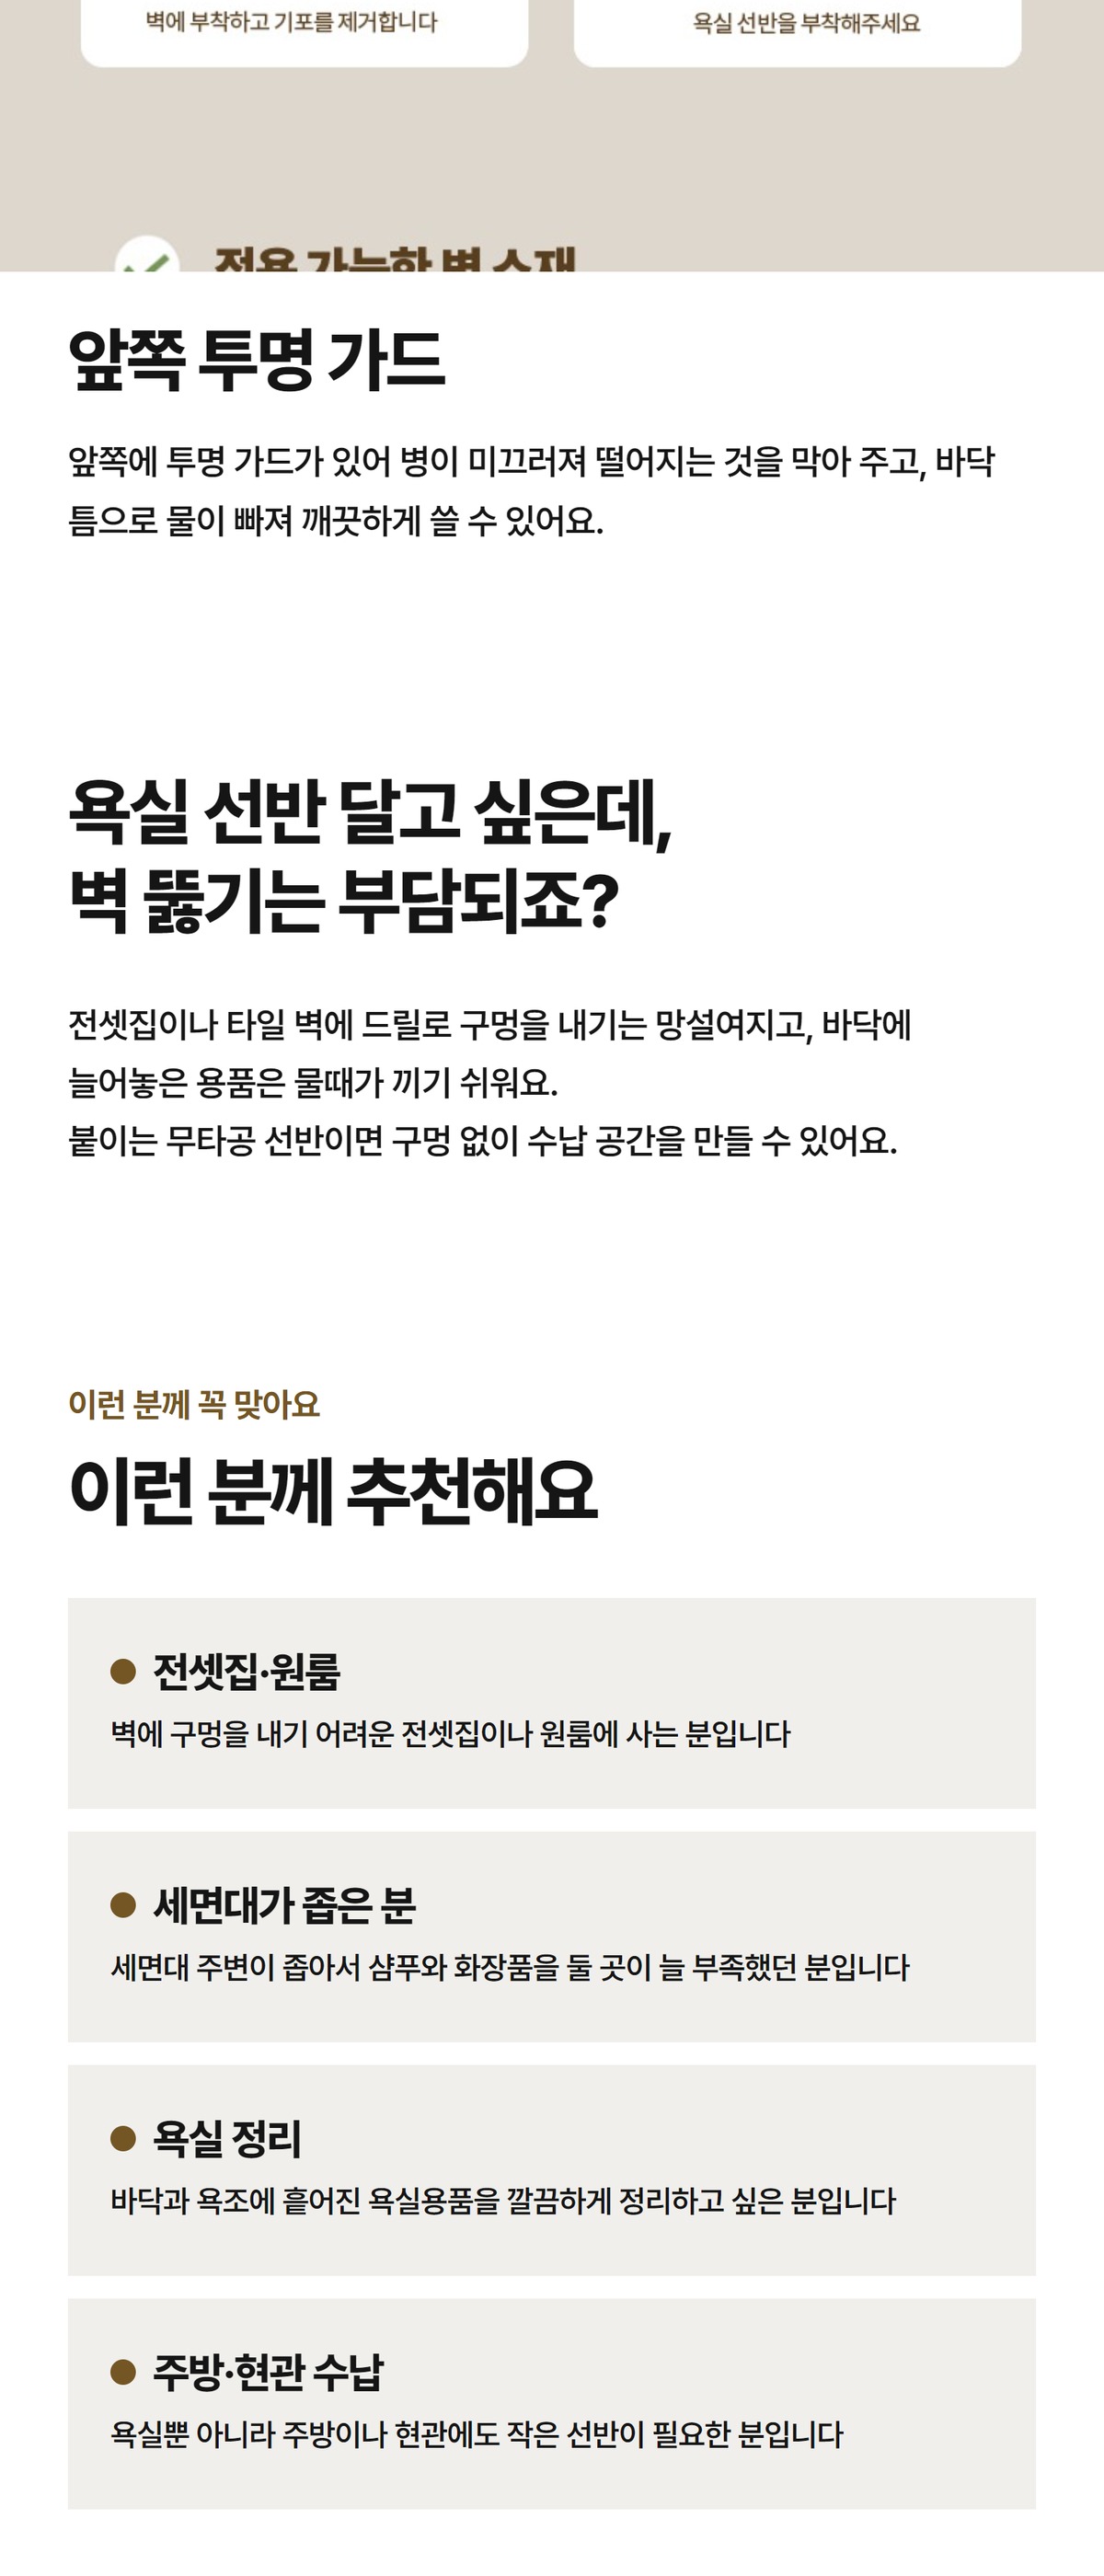 벽에 부착하고 기포를 제거합니다
욕실 선반을 부착해주세요
적용 가능한 벽 소재
앞쪽 투명 가드
앞쪽에 투명 가드가 있어 병이 미끄러져 떨어지는 것을 막아 주고, 바닥
틈으로 물이 빠져 깨끗하게 쓸 수 있어요.
욕실 선반 달고 싶은데,
벽 뚫기는 부담되죠?
전셋집이나 타일 벽에 드릴로 구멍을 내기는 망설여지고, 바닥에
늘어놓은 용품은 물때가 끼기 쉬워요.
붙이는 무타공 선반이면 구멍 없이 수납 공간을 만들 수 있어요.
이런 분께 꼭 맞아요
이런 분께 추천해요
전셋집·원룸
벽에 구멍을 내기 어려운 전셋집이나 원룸에 사는 분입니다
세면대가 좁은 분
세면대 주변이 좁아서 샴푸와 화장품을 둘 곳이 늘 부족했던 분입니다
욕실 정리
바닥과 욕조에 흩어진 욕실용품을 깔끔하게 정리하고 싶은 분입니다
주방·현관 수납
욕실뿐 아니라 주방이나 현관에도 작은 선반이 필요한 분입니다